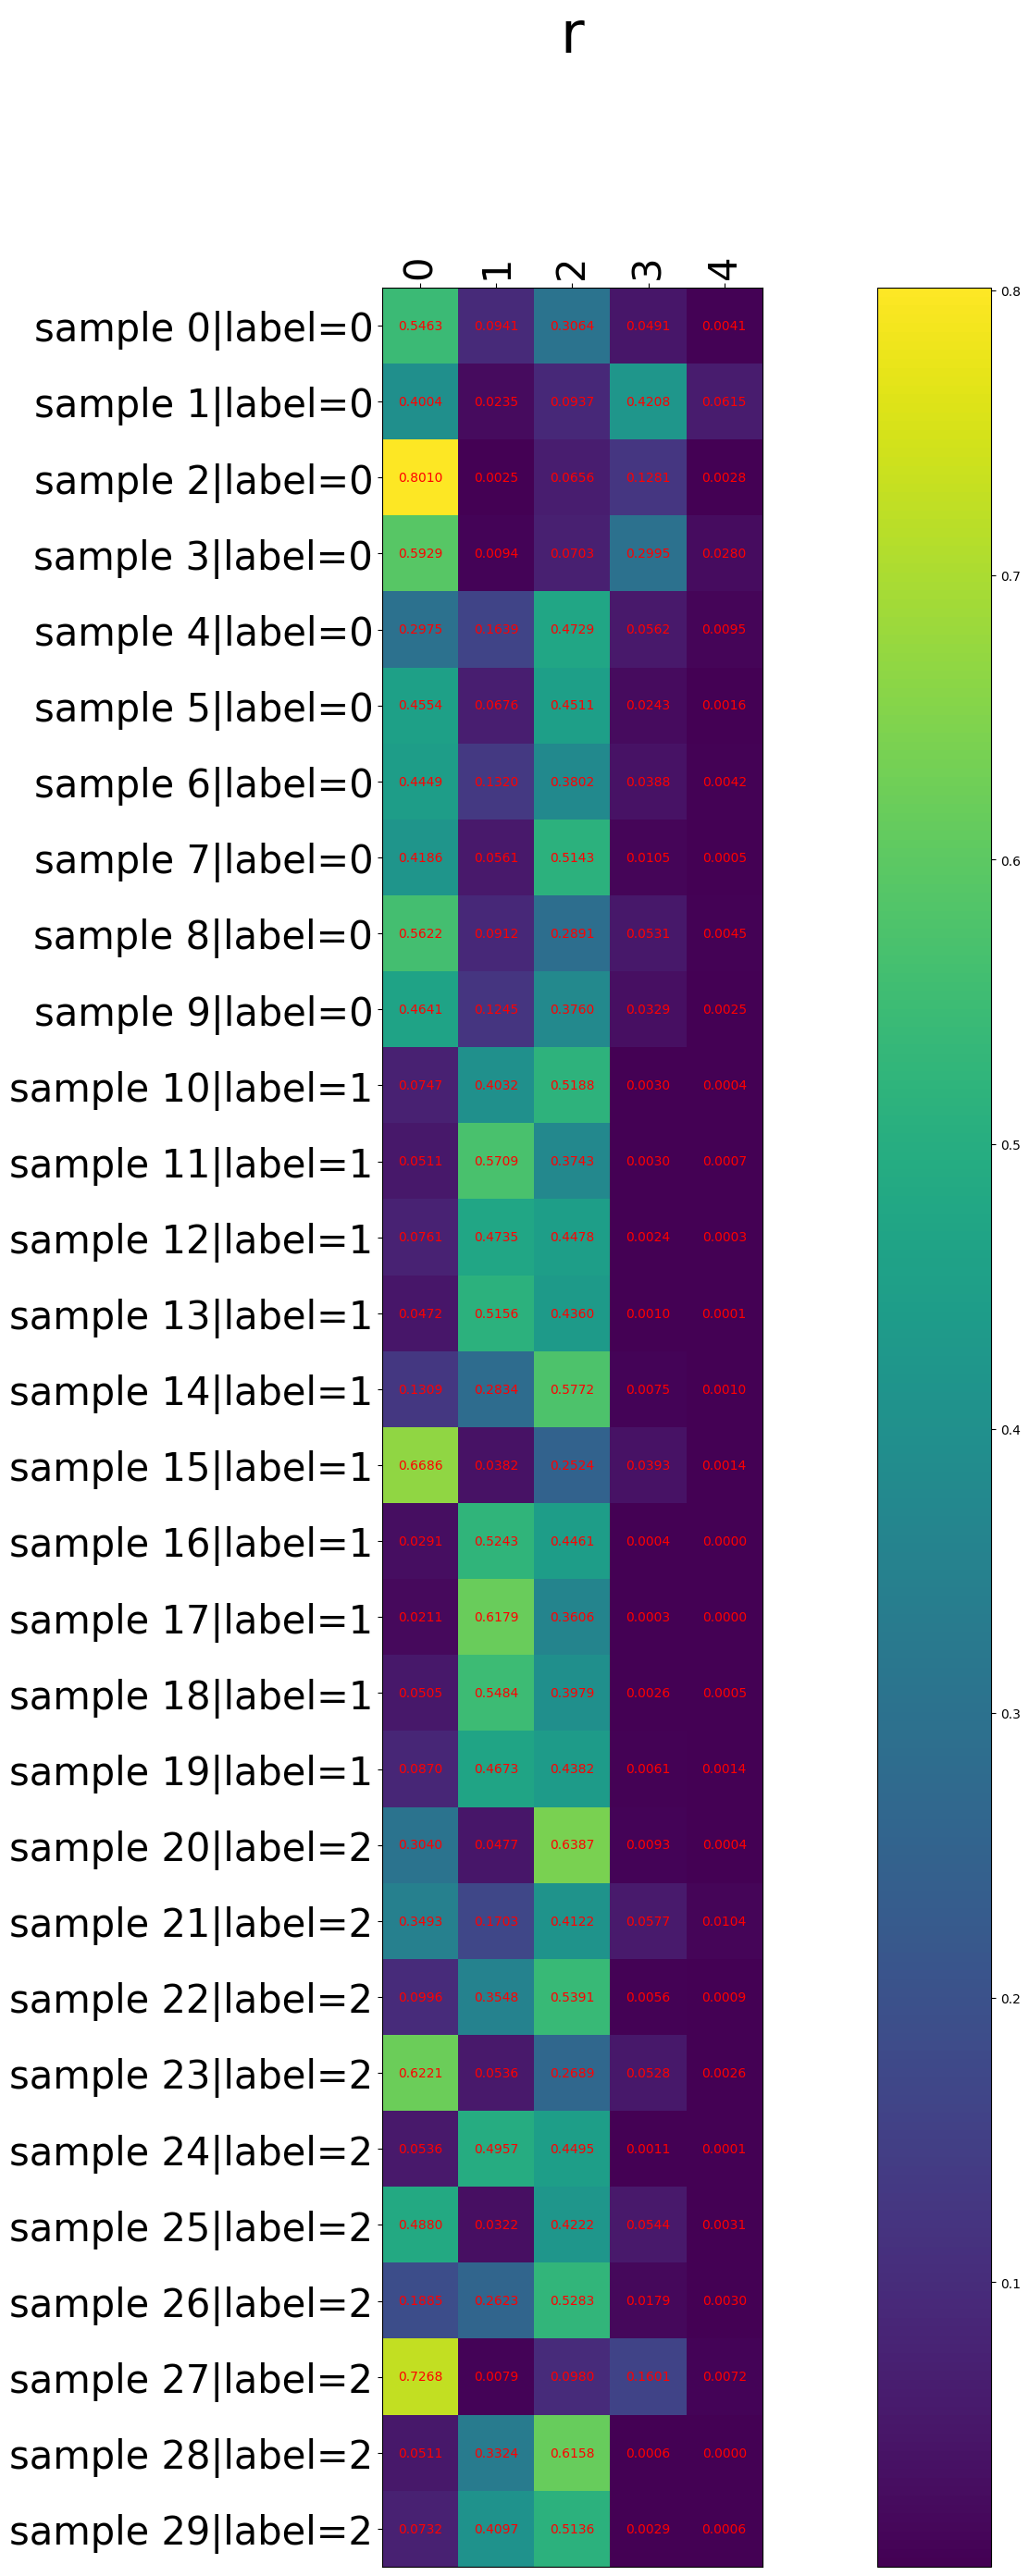 r
0 1 2 3 4
sample 0|label=0 0.5463 0.0941 0.3064 0.0491 0.0041
sample 1|label=0 0.4004 0.0235 0.0937 0.4208 0.0615
sample 2|label=0 0.8010 0.0025 0.0656 0.1281 0.0028
sample 3|label=0 0.5929 0.0094 0.0703 0.2995 0.0280
sample 4|label=0 0.2975 0.1639 0.4729 0.0562 0.0095
sample 5|label=0 0.4554 0.0676 0.4511 0.0243 0.0016
sample 6|label=0 0.4449 0.1320 0.3802 0.0388 0.0042
sample 7|label=0 0.4186 0.0561 0.5143 0.0105 0.0005
sample 8|label=0 0.5622 0.0912 0.2891 0.0531 0.0045
sample 9|label=0 0.4641 0.1245 0.3760 0.0329 0.0025
sample 10|label=1 0.0747 0.4032 0.5188 0.0030 0.0004
sample 11|label=1 0.0511 0.5709 0.3743 0.0030 0.0007
sample 12|label=1 0.0761 0.4735 0.4478 0.0024 0.0003
sample 13|label=1 0.0472 0.5156 0.4360 0.0010 0.0001
sample 14|label=1 0.1309 0.2834 0.5772 0.0075 0.0010
sample 15|label=1 0.6686 0.0382 0.2524 0.0393 0.0014
sample 16|label=1 0.0291 0.5243 0.4461 0.0004 0.0000
sample 17|label=1 0.0211 0.6179 0.3606 0.0003 0.0000
sample 18|label=1 0.0505 0.5484 0.3979 0.0026 0.0005
sample 19|label=1 0.0870 0.4673 0.4382 0.0061 0.0014
sample 20|label=2 0.3040 0.0477 0.6387 0.0093 0.0004
sample 21|label=2 0.3493 0.4122 0.0577 0.0104
sample 22|label=2 0.0996 0.3548 0.5391 0.0056 0.0009
sample 23|label=2 0.6221 0.0536 0.2689 0.0528 0.0026
sample 24|label=2 0.0536 0.4957 0.4495 0.0011 0.0001
sample 25|label=2 0.4880 0.0322 0.4222 0.0544 0.0031
sample 26|label=2 0.2623 0.5283 0.0179 0.0030
sample 27|label=2 0.7268 0.0079 0.0980 0.0072
sample 28|label=2 0.0511 0.3324 0.6158 0.0006 0.0000
sample 29|label=2 0.0732 0.4097 0.5136 0.0029 0.0006
0.8
0.7
0.6
0.5
0.4
0.3
0.2
0.1